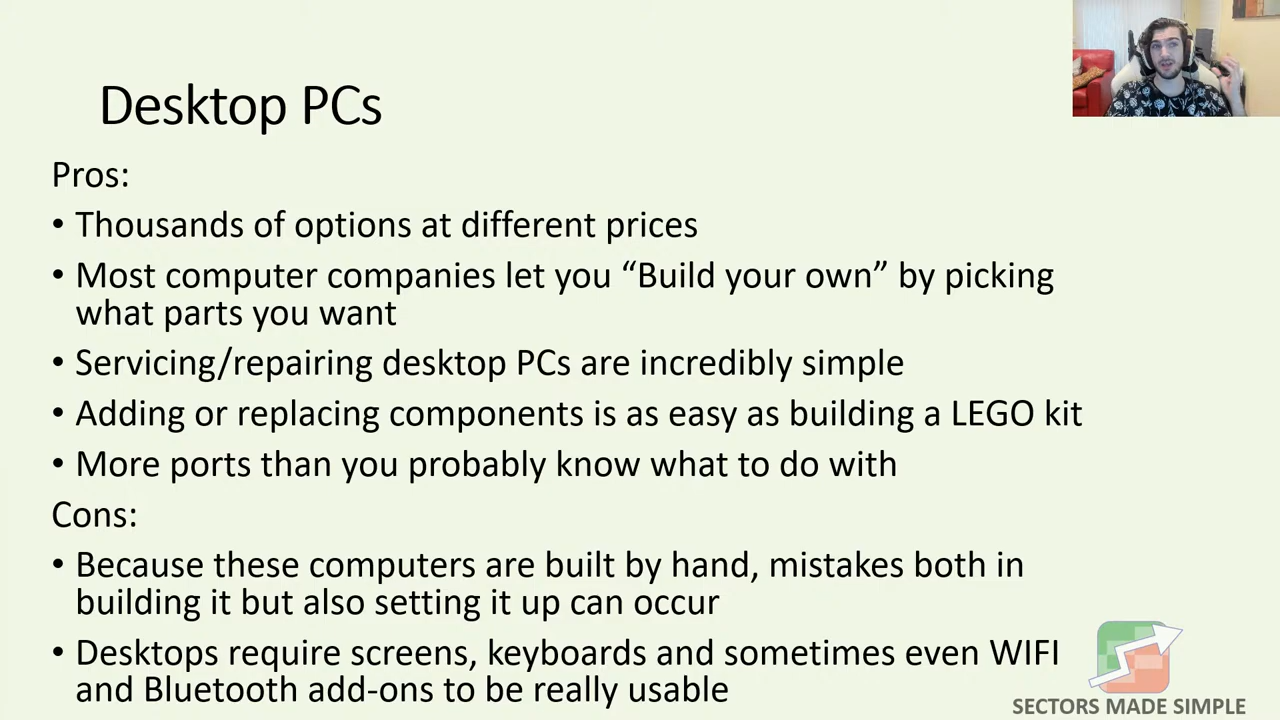 Desktop PCs
Pros:
• Thousands of options at different prices
• Most computer companies let you “Build your own” by picking
what parts you want
• Servicing/repairing desktop PCs are incredibly simple
• Adding or replacing components is as easy as building a LEGO kit
• More ports than you probably know what to do with
Cons:
• Because these computers are built by hand, mistakes both in
building it but also setting it up can occur
• Desktops require screens, keyboards and sometimes even WIFI
and Bluetooth add-ons to be really usable
SECTORS MADE SIMPLE